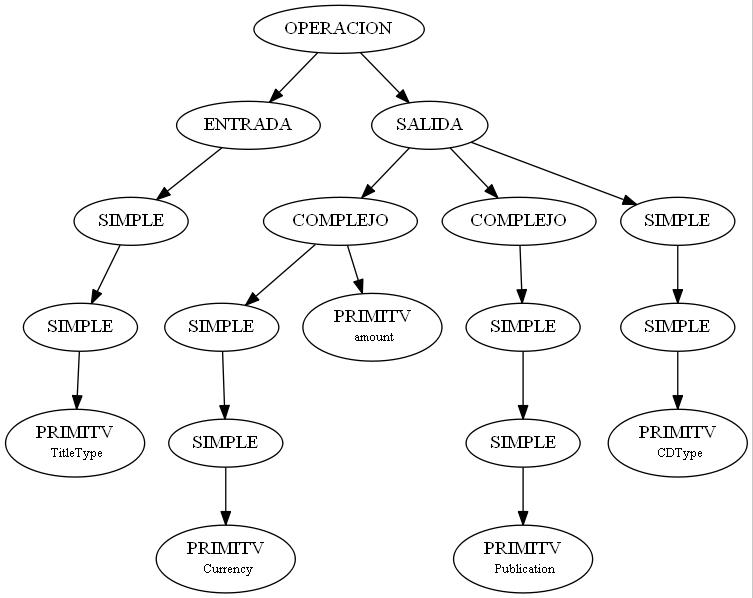 OPERACION
ENTRADA
SALIDA
SIMPLE
COMPLEJO
COMPLEJO
SIMPLE
SIMPLE
SIMPLE
PRIMITV
amount
SIMPLE
SIMPLE
PRIMITV
TitleType
SIMPLE
SIMPLE
PRIMITV
CDType
PRIMITV
Currency
PRIMITV
Publication